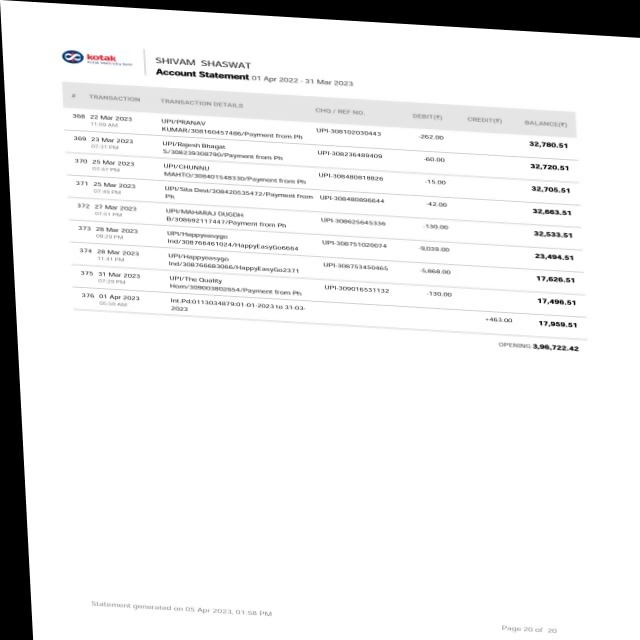 kotak
Kotak Mahindra Bank
SHIVAM SHASWAT
Account Statement 01 Apr 2022 - 31 Mar 2023
# TRANSACTION TRANSACTION DETAILS CHQ / REF NO. DEBIT(₹) CREDIT(₹) BALANCE(₹)
368 22 Mar 2023 UPI/PRANAV UPI-308102030443 -262.00 32,780.51
11:09 AM KUMAR/308160457486/Payment from Ph
369 23 Mar 2023 UPI/Rajesh Bhagat UPI-308236489409 -60.00 32,720.51
07:31 PM S/308239308790/Payment from Ph
370 25 Mar 2023 UPI/CHUNNU UPI-308480818826 -15.00 32,705.51
MAHTO/308401548330/Payment from Ph
371 25 Mar 2023 UPI/Sita Devi/308420535472/Payment from UPI-308480896644 -42.00 32,663.51
07:49 PM Ph
372 27 Mar 2023 UPI/MAHARAJ DUGDH UPI-308625645336 -130.00 32,533.51
07:51 PM B/308692117447/Payment from Ph
373 28 Mar 2023 UPI/Happyeasygo UPI-308751020074 -9,039.00 23,494.51
09:29 PM Ind/308766461024/HappyEasyGo6664
374 28 Mar 2023 UPI/Happyeasygo UPI-308753450465 -5,868.00 17,626.51
11:41 PM Ind/308766683066/HappyEasyGo2371
375 31 Mar 2023 UPI/The Quality UPI-309016531132 -130.00 17,496.51
07:29 PM Hom/309003802954/Payment from Ph
376 01 Apr 2023 Int.Pd:0113034879:01-01-2023 to 31-03- +463.00 17,959.51
05:50 AM 2023
OPENING 3,96,722.42
Statement generated on 05 Apr 2023, 01:58 PM
Page 20 of 20